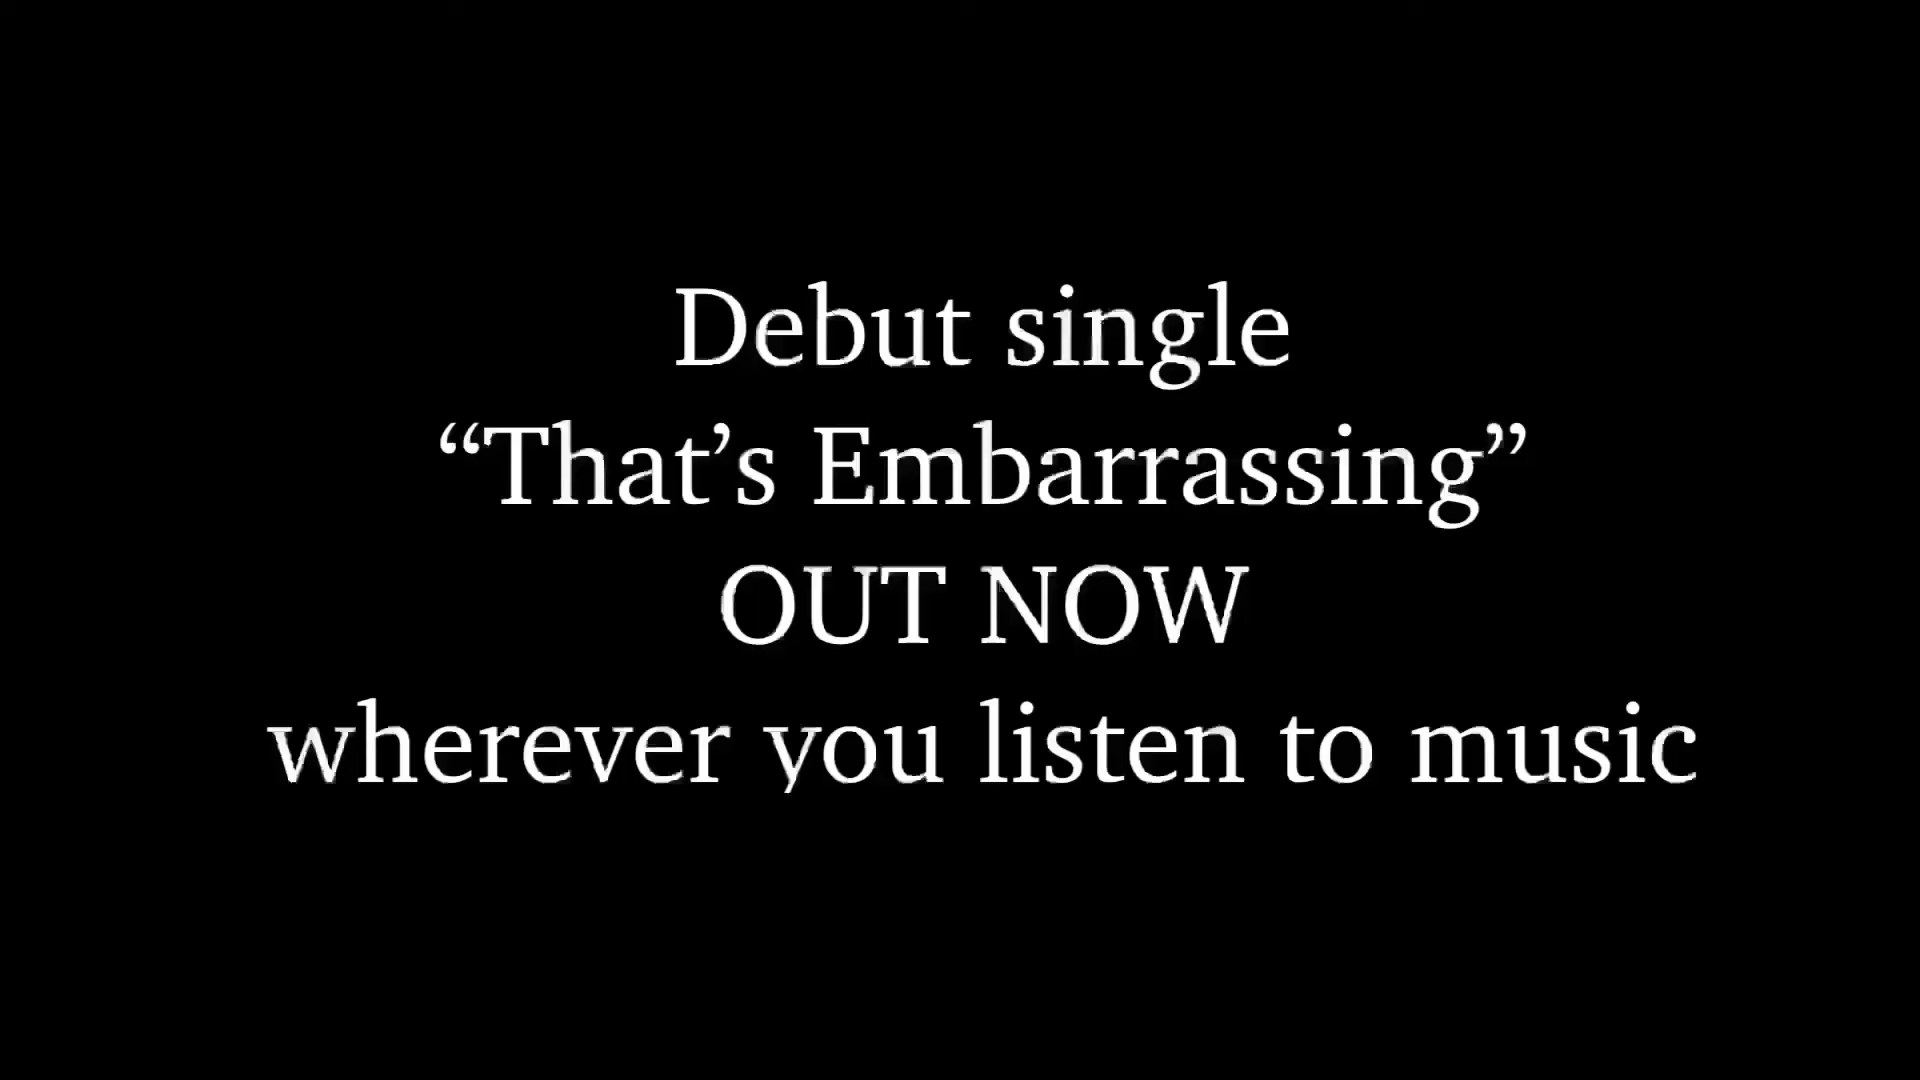 Debut single
“That’s Embarrassing”
OUT NOW
wherever you listen to music